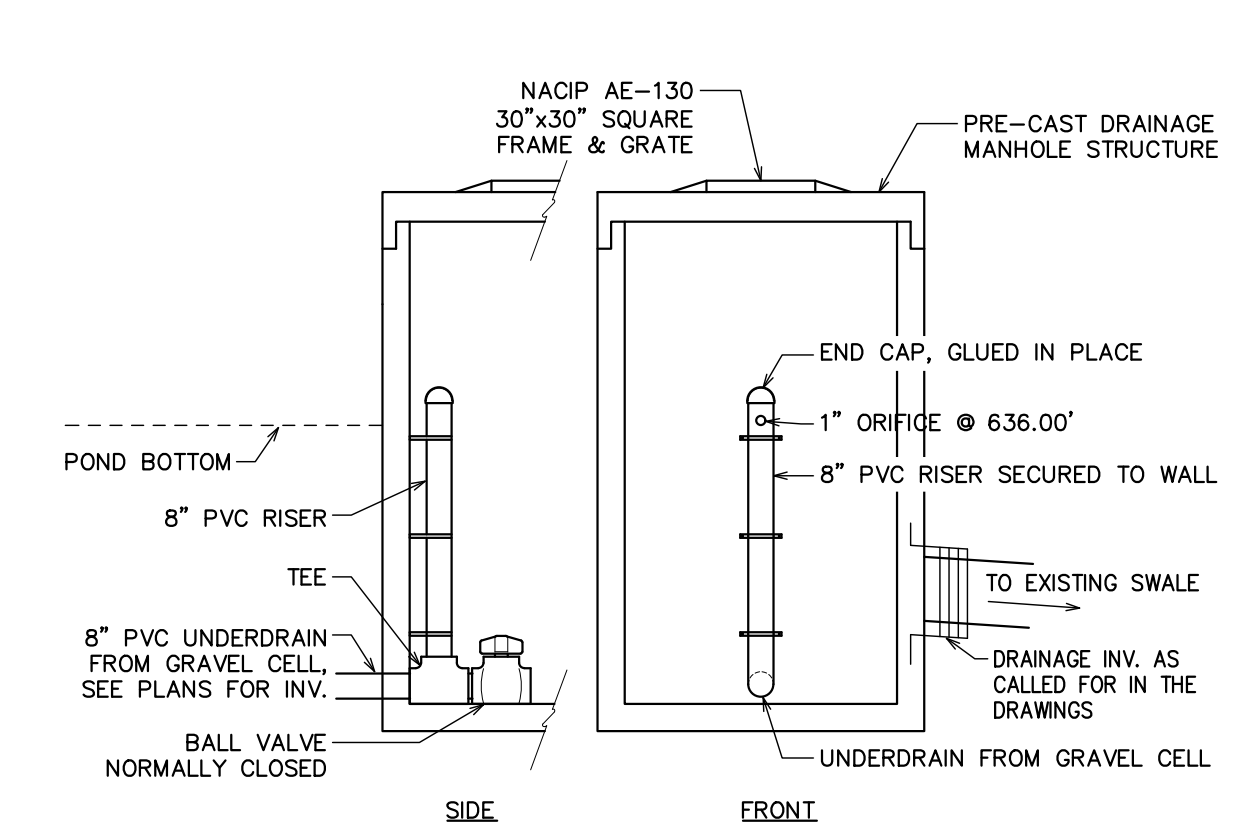 NACIP AE-130
30"x30" SQUARE
FRAME & GRATE
PRE-CAST DRAINAGE
MANHOLE STRUCTURE
END CAP, GLUED IN PLACE
1" ORIFICE @ 636.00'
POND BOTTOM
8" PVC RISER SECURED TO WALL
8" PVC RISER
TEE
TO EXISTING SWALE
8" PVC UNDERDRAIN
FROM GRAVEL CELL,
SEE PLANS FOR INV.
DRAINAGE INV. AS
CALLED FOR IN THE
DRAWINGS
BALL VALVE
NORMALLY CLOSED
UNDERDRAIN FROM GRAVEL CELL
SIDE
FRONT